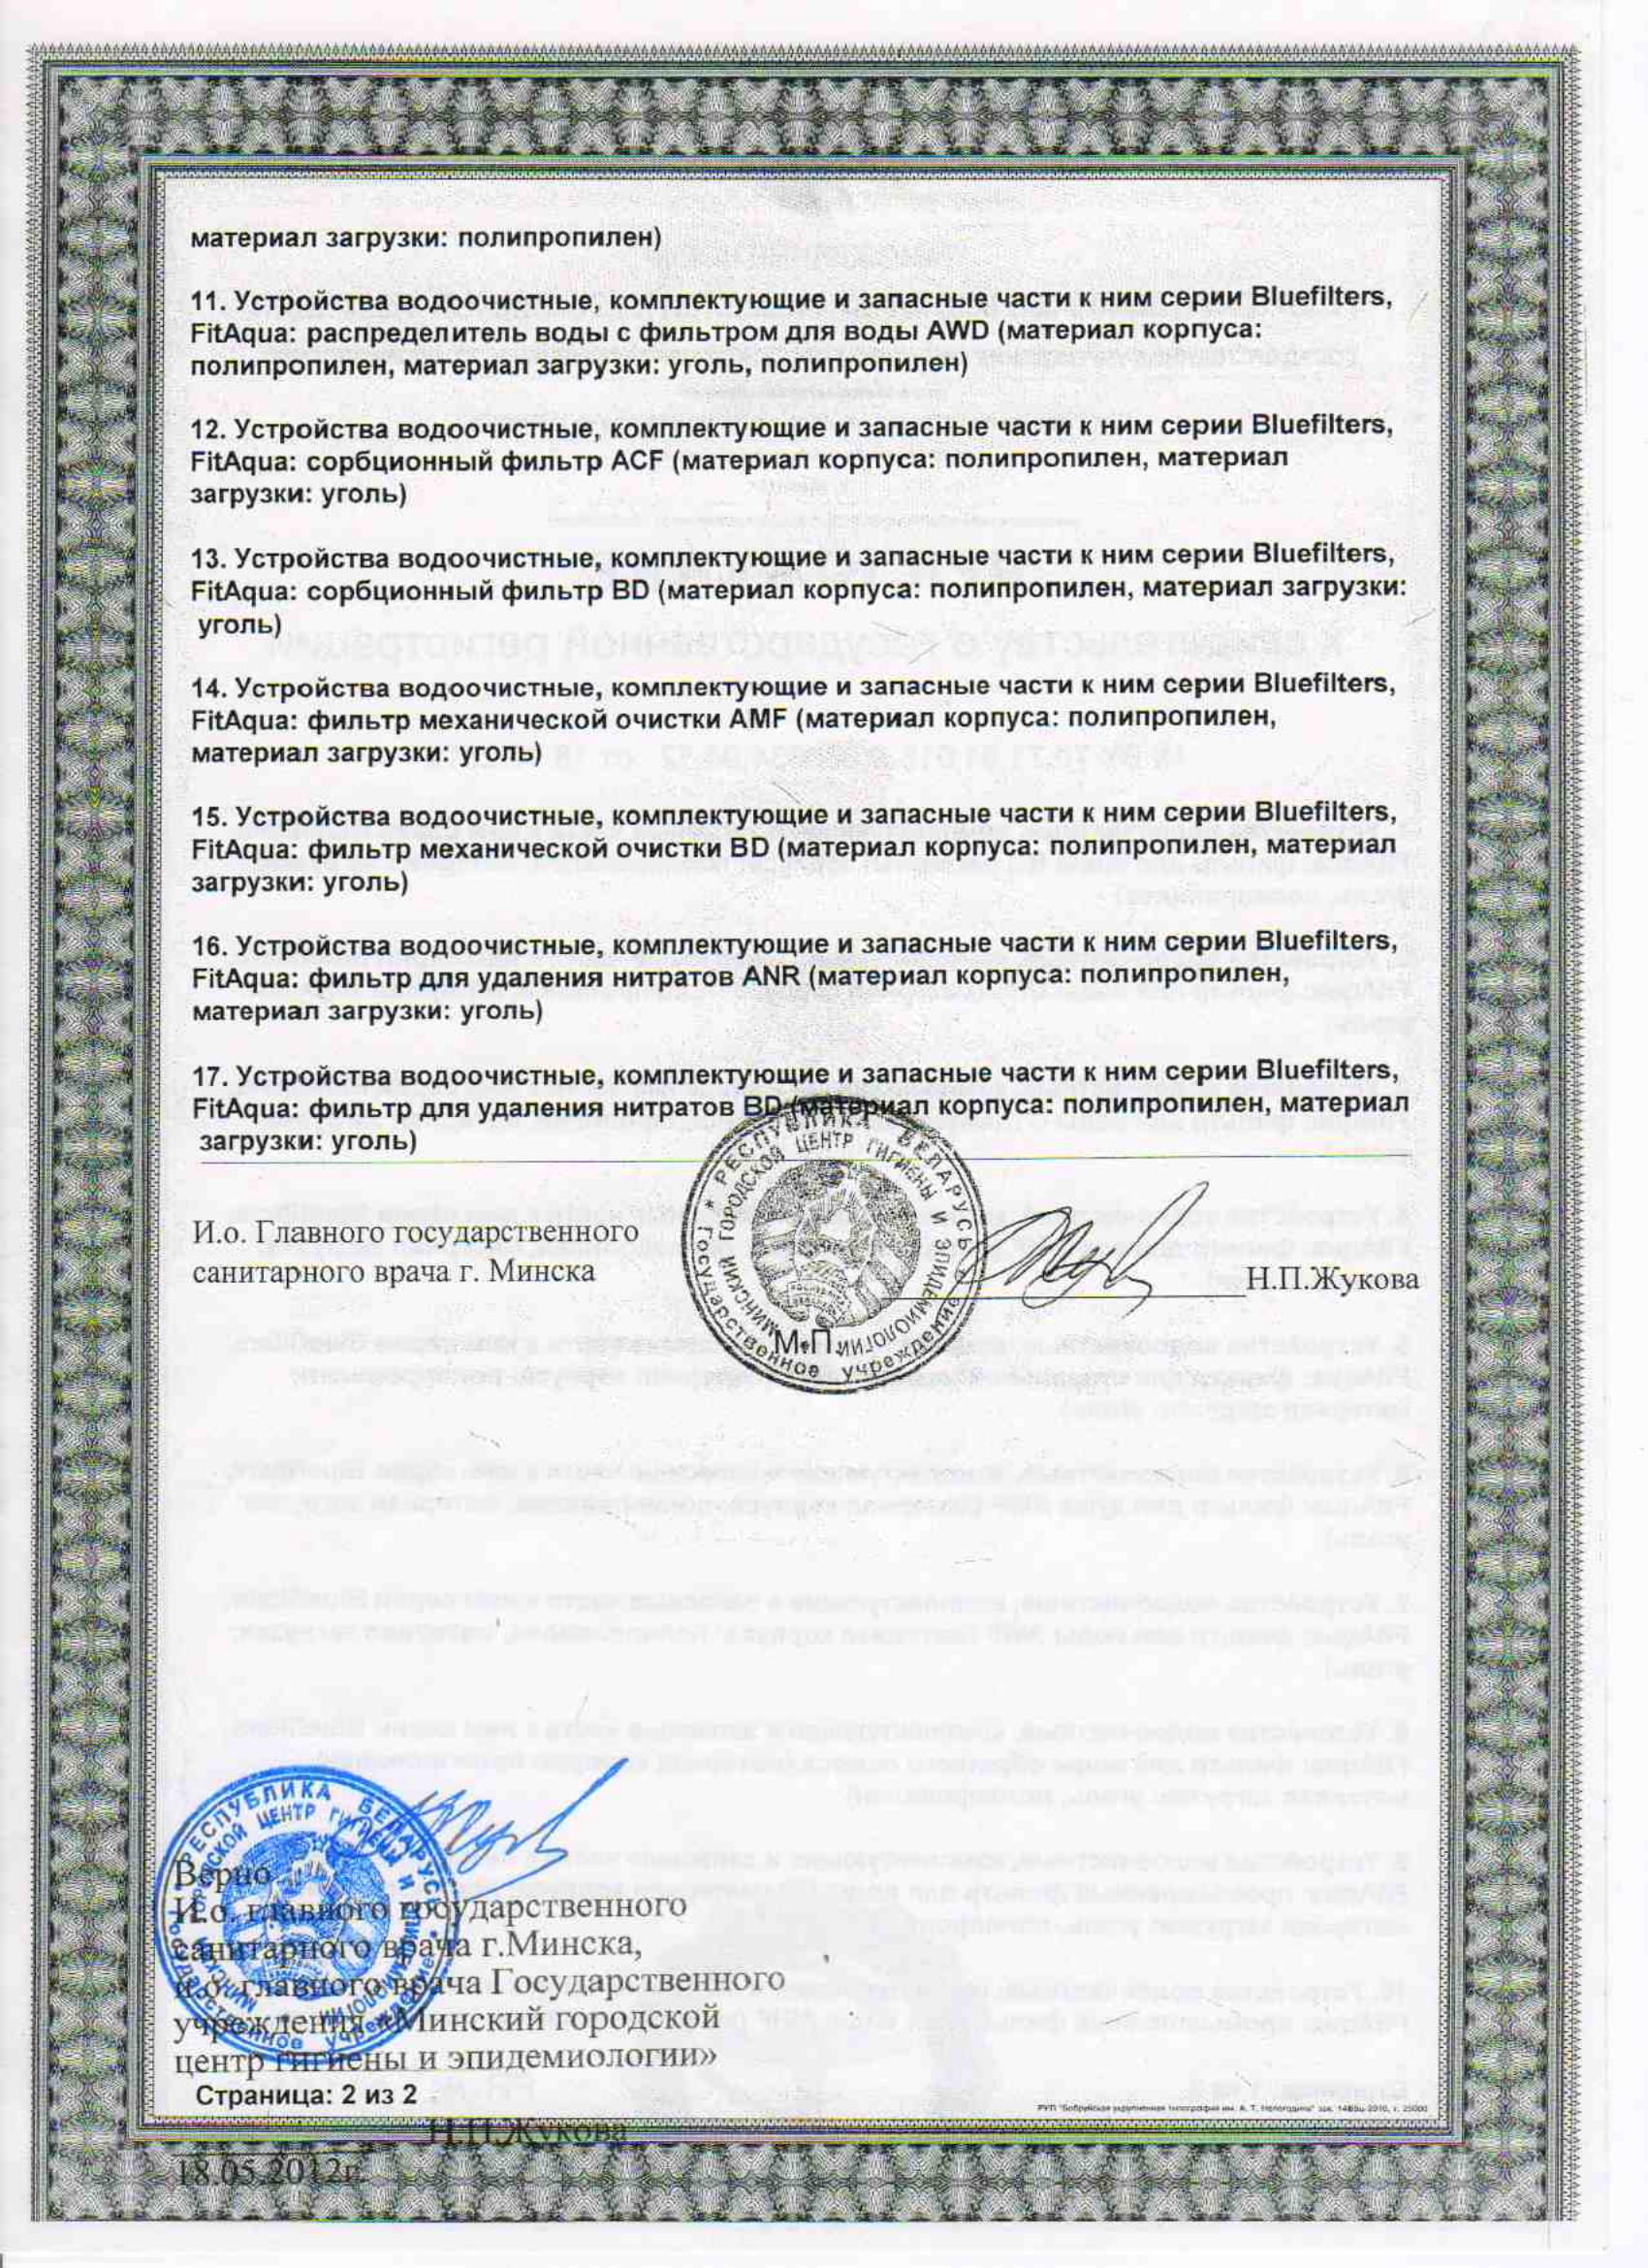 материал загрузки: полипропилен)
11. Устройства водоочистные, комплектующие и запасные части к ним серии Bluefilters,
FitAqua: распределитель воды с фильтром для воды AWD (материал корпуса:
полипропилен, материал загрузки: уголь, полипропилен)
12. Устройства водоочистные, комплектующие и запасные части к ним серии Bluefilters,
FitAqua: сорбционный фильтр ACF (материал корпуса: полипропилен, материал
загрузки: уголь)
13. Устройства водоочистные, комплектующие и запасные части к ним серии Bluefilters,
FitAqua: сорбционный фильтр BD (материал корпуса: полипропилен, материал загрузки:
уголь)
14. Устройства водоочистные, комплектующие и запасные части к ним серии Bluefilters,
FitAqua: фильтр механической очистки AMF (материал корпуса: полипропилен,
материал загрузки: уголь)
15. Устройства водоочистные, комплектующие и запасные части к ним серии Bluefilters,
FitAqua: фильтр механической очистки BD (материал корпуса: полипропилен, материал
загрузки: уголь)
16. Устройства водоочистные, комплектующие и запасные части к ним серии Bluefilters,
FitAqua: фильтр для удаления нитратов ANR (материал корпуса: полипропилен,
материал загрузки: уголь)
17. Устройства водоочистные, комплектующие и запасные части к ним серии Bluefilters,
FitAqua: фильтр для удаления нитратов BD (материал корпуса: полипропилен, материал
загрузки: уголь)
РЕСПУБЛИКА БЕЛАРУСЬ
Государственное учреждение
МИНСКИЙ ГОРОДСКОЙ ЦЕНТР ГИГИЕНЫ И ЭПИДЕМИОЛОГИИ
И.о. Главного государственного
санитарного врача г. Минска
М.П.
Н.П.Жукова
РЕСПУБЛИКА БЕЛАРУСЬ
ЦЕНТР ГИГИЕНЫ И
Верно
И.о. главного государственного
санитарного врача г.Минска,
и.о. главного врача Государственного
учреждения «Минский городской
центр гигиены и эпидемиологии»
Страница: 2 из 2
Н.П.Жукова
18.05.2012г.